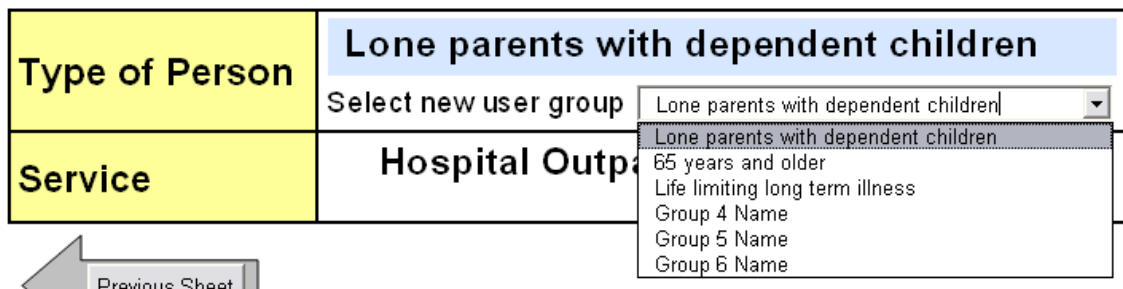 Type of Person
Lone parents with dependent children
Select new user group
Lone parents with dependent children
Lone parents with dependent children
65 years and older
Life limiting long term illness
Group 4 Name
Group 5 Name
Group 6 Name
Service
Hospital
Previous Sheet